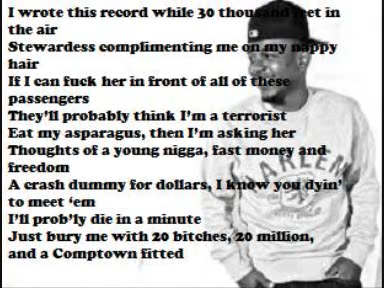 I wrote this record while 30 thousand feet in
the air
Stewardess complimenting me on my nappy
hair
If I can fuck her in front of all of these
passengers
They'll probably think I'm a terrorist
Eat my asparagus, then I'm asking her
Thoughts of a young nigga, fast money and
freedom
A crash dummy for dollars, I know you dyin'
to meet 'em
I'll prob'ly die in a minute
Just bury me with 20 bitches, 20 million,
and a Comptown fitted
HARLEM